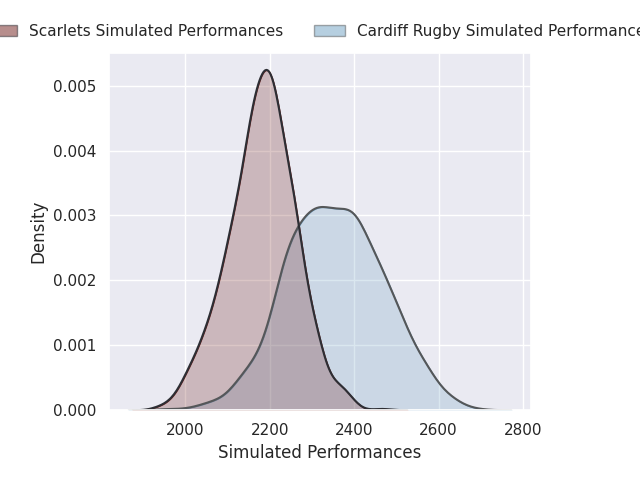 Scarlets Simulated Performances Cardiff Rugby Simulated Performance
0.005
0.004
0.003
0.002
0.001
0.000
Density
2000 2200 2400 2600 2800
Simulated Performances